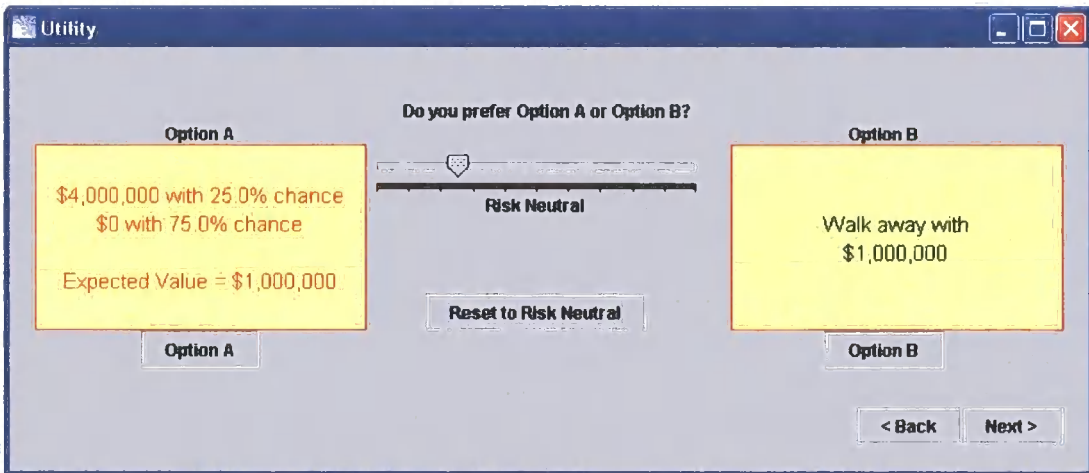 Utility
Do you prefer Option A or Option B?
Option A
$4,000,000 with 25.0% chance
$0 with 75.0% chance
Expected Value = $1,000,000
Option A
Risk Neutral
Reset to Risk Neutral
Option B
Walk away with
$1,000,000
Option B
< Back
Next >